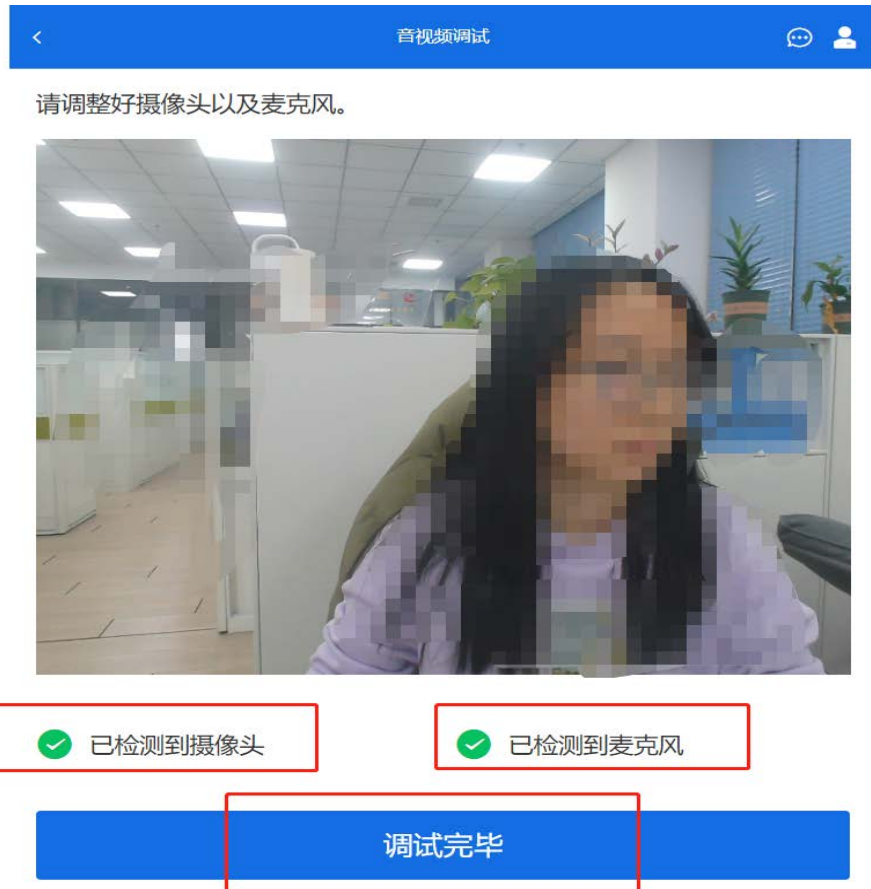 音视频调试
请调整好摄像头以及麦克风。
已检测到摄像头
已检测到麦克风
调试完毕